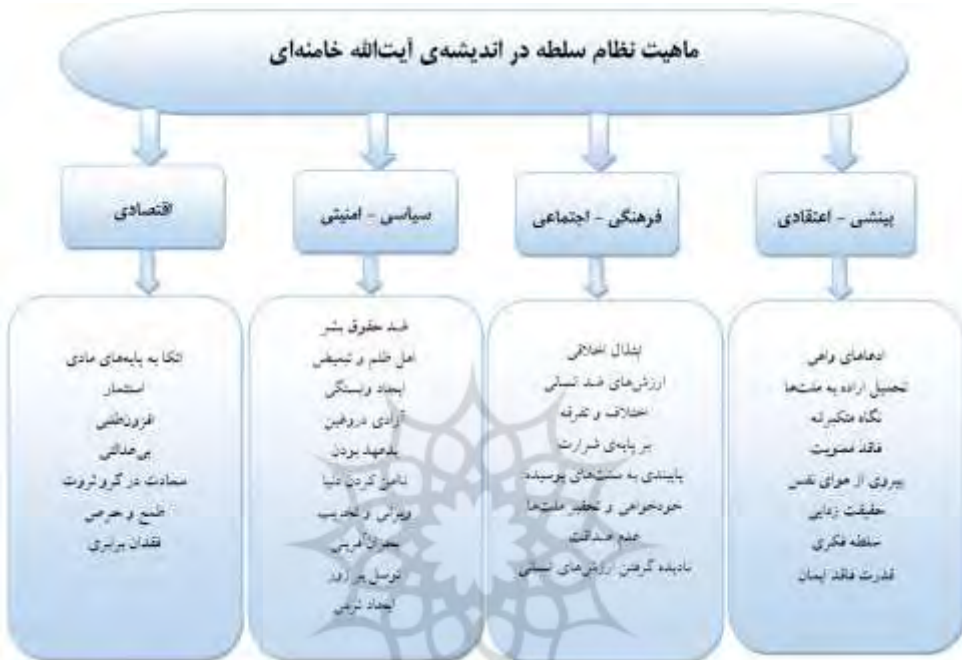 ماهیت نظام سلطه در اندیشه‌ی آیت‌الله خامنه‌ای
بینشی - اعتقادی
فرهنگی - اجتماعی
سیاسی - امنیتی
اقتصادی
ادعاهای واهی
تحمیل اراده به ملت‌ها
نگاه متکبرانه
فاقد معنویت
پیروی از هوای نفس
حقیقت زدایی
سلطه فکری
قدرت فاقد ایمان
ابتذال اخلاقی
ارزش‌های ضد انسانی
اختلاف و تفرقه
بر پایه‌ی شرارت
پایبندی به سنت‌های پوسیده
خودخواهی و تحقیر ملت‌ها
عدم صداقت
نادیده گرفتن ارزش‌های انسانی
ضد حقوق بشر
اهل ظلم و تبعیض
ایجاد وابستگی
آزادی دروغین
بدعهد بودن
ناامن کردن دنیا
ویرانی و تخریب
بحران‌آفرینی
توسل به زور
ایجاد
اتکا به پایه‌های مادی
استثمار
افزون‌طلبی
بی‌عدالتی
سعادت در گرو ثروت
طمع و حرص
فقدان برابری